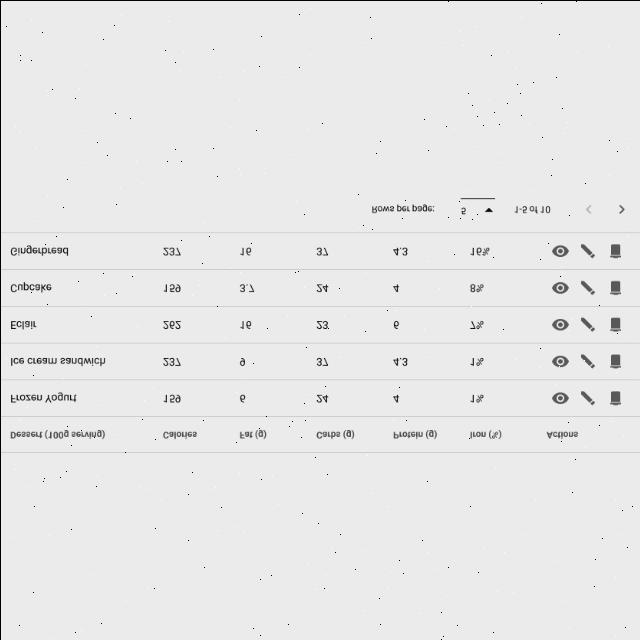 Dessert (100g serving) Calories Fat (g) Carbs (g) Protein (g) Iron (%) Actions
Frozen Yogurt 159 6 24 4 1%
Ice cream sandwich 237 9 37 4.3 1%
Eclair 262 16 23 6 7%
Cupcake 159 3.7 24 4 8%
Gingerbread 237 16 37 4.3 16%
Rows per page: 5 1-5 of 10